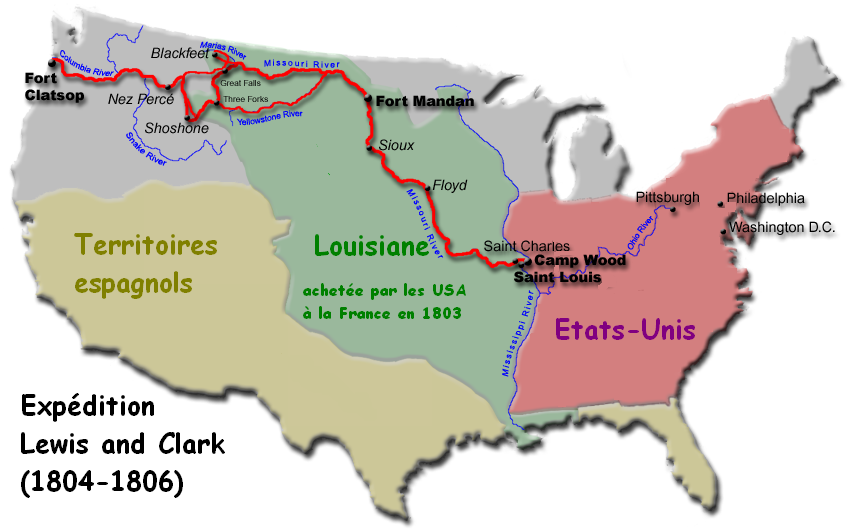 Blackfeet
Marias River
Columbia River
Missouri River
Fort
Clatsop
Great Falls
Nez Percé
Three Forks
Fort Mandan
Shoshone
Yellowstone River
Snake River
Sioux
Floyd
Missouri River
Pittsburgh
Philadelphia
Ohio River
Washington D.C.
Territoires
espagnols
Louisiane
Saint Charles
Camp Wood
Saint Louis
achetée par les USA
à la France en 1803
Mississippi River
Etats-Unis
Expédition
Lewis and Clark
(1804-1806)